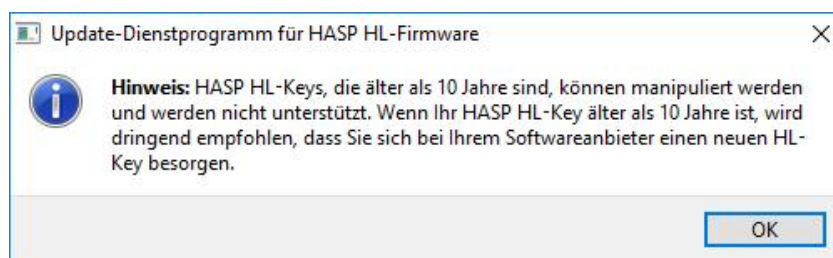 Update-Dienstprogramm für HASP HL-Firmware
Hinweis: HASP HL-Keys, die älter als 10 Jahre sind, können manipuliert werden
und werden nicht unterstützt. Wenn Ihr HASP HL-Key älter als 10 Jahre ist, wird
dringend empfohlen, dass Sie sich bei Ihrem Softwareanbieter einen neuen HL-
Key besorgen.
OK